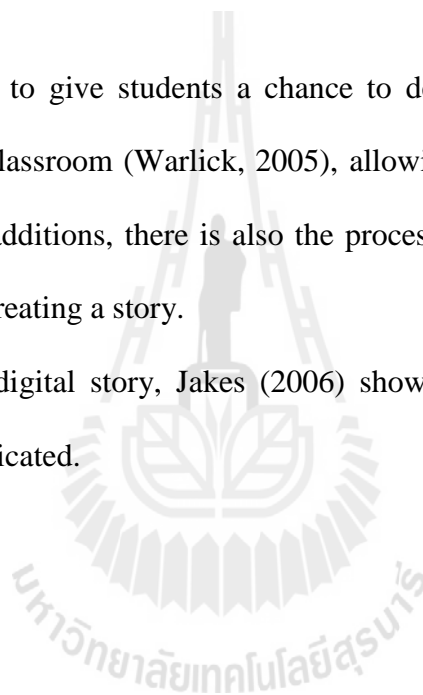 to give students a chance to d
lassroom (Warlick, 2005), allowi
additions, there is also the proces
reating a story.
digital story, Jakes (2006) show
icated.
มหาวิทยาลัยเทคโนโลยีสุรนารี